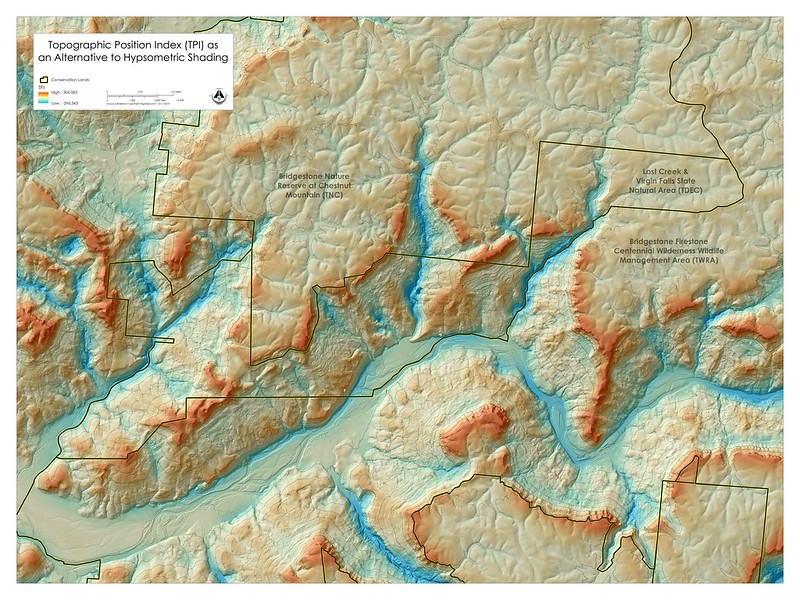 Topographic Position Index (TPI) as
an Alternative to Hypsometric Shading
Conservation Lands
TPI
High : 306.083
Low : -296.343
Bridgestone Nature
Reserve at Chestnut
Mountain (TNC)
Lost Creek &
Virgin Falls State
Natural Area (TDEC)
Bridgestone Firestone
Centennial Wilderness Wildlife
Management Area (TWRA)